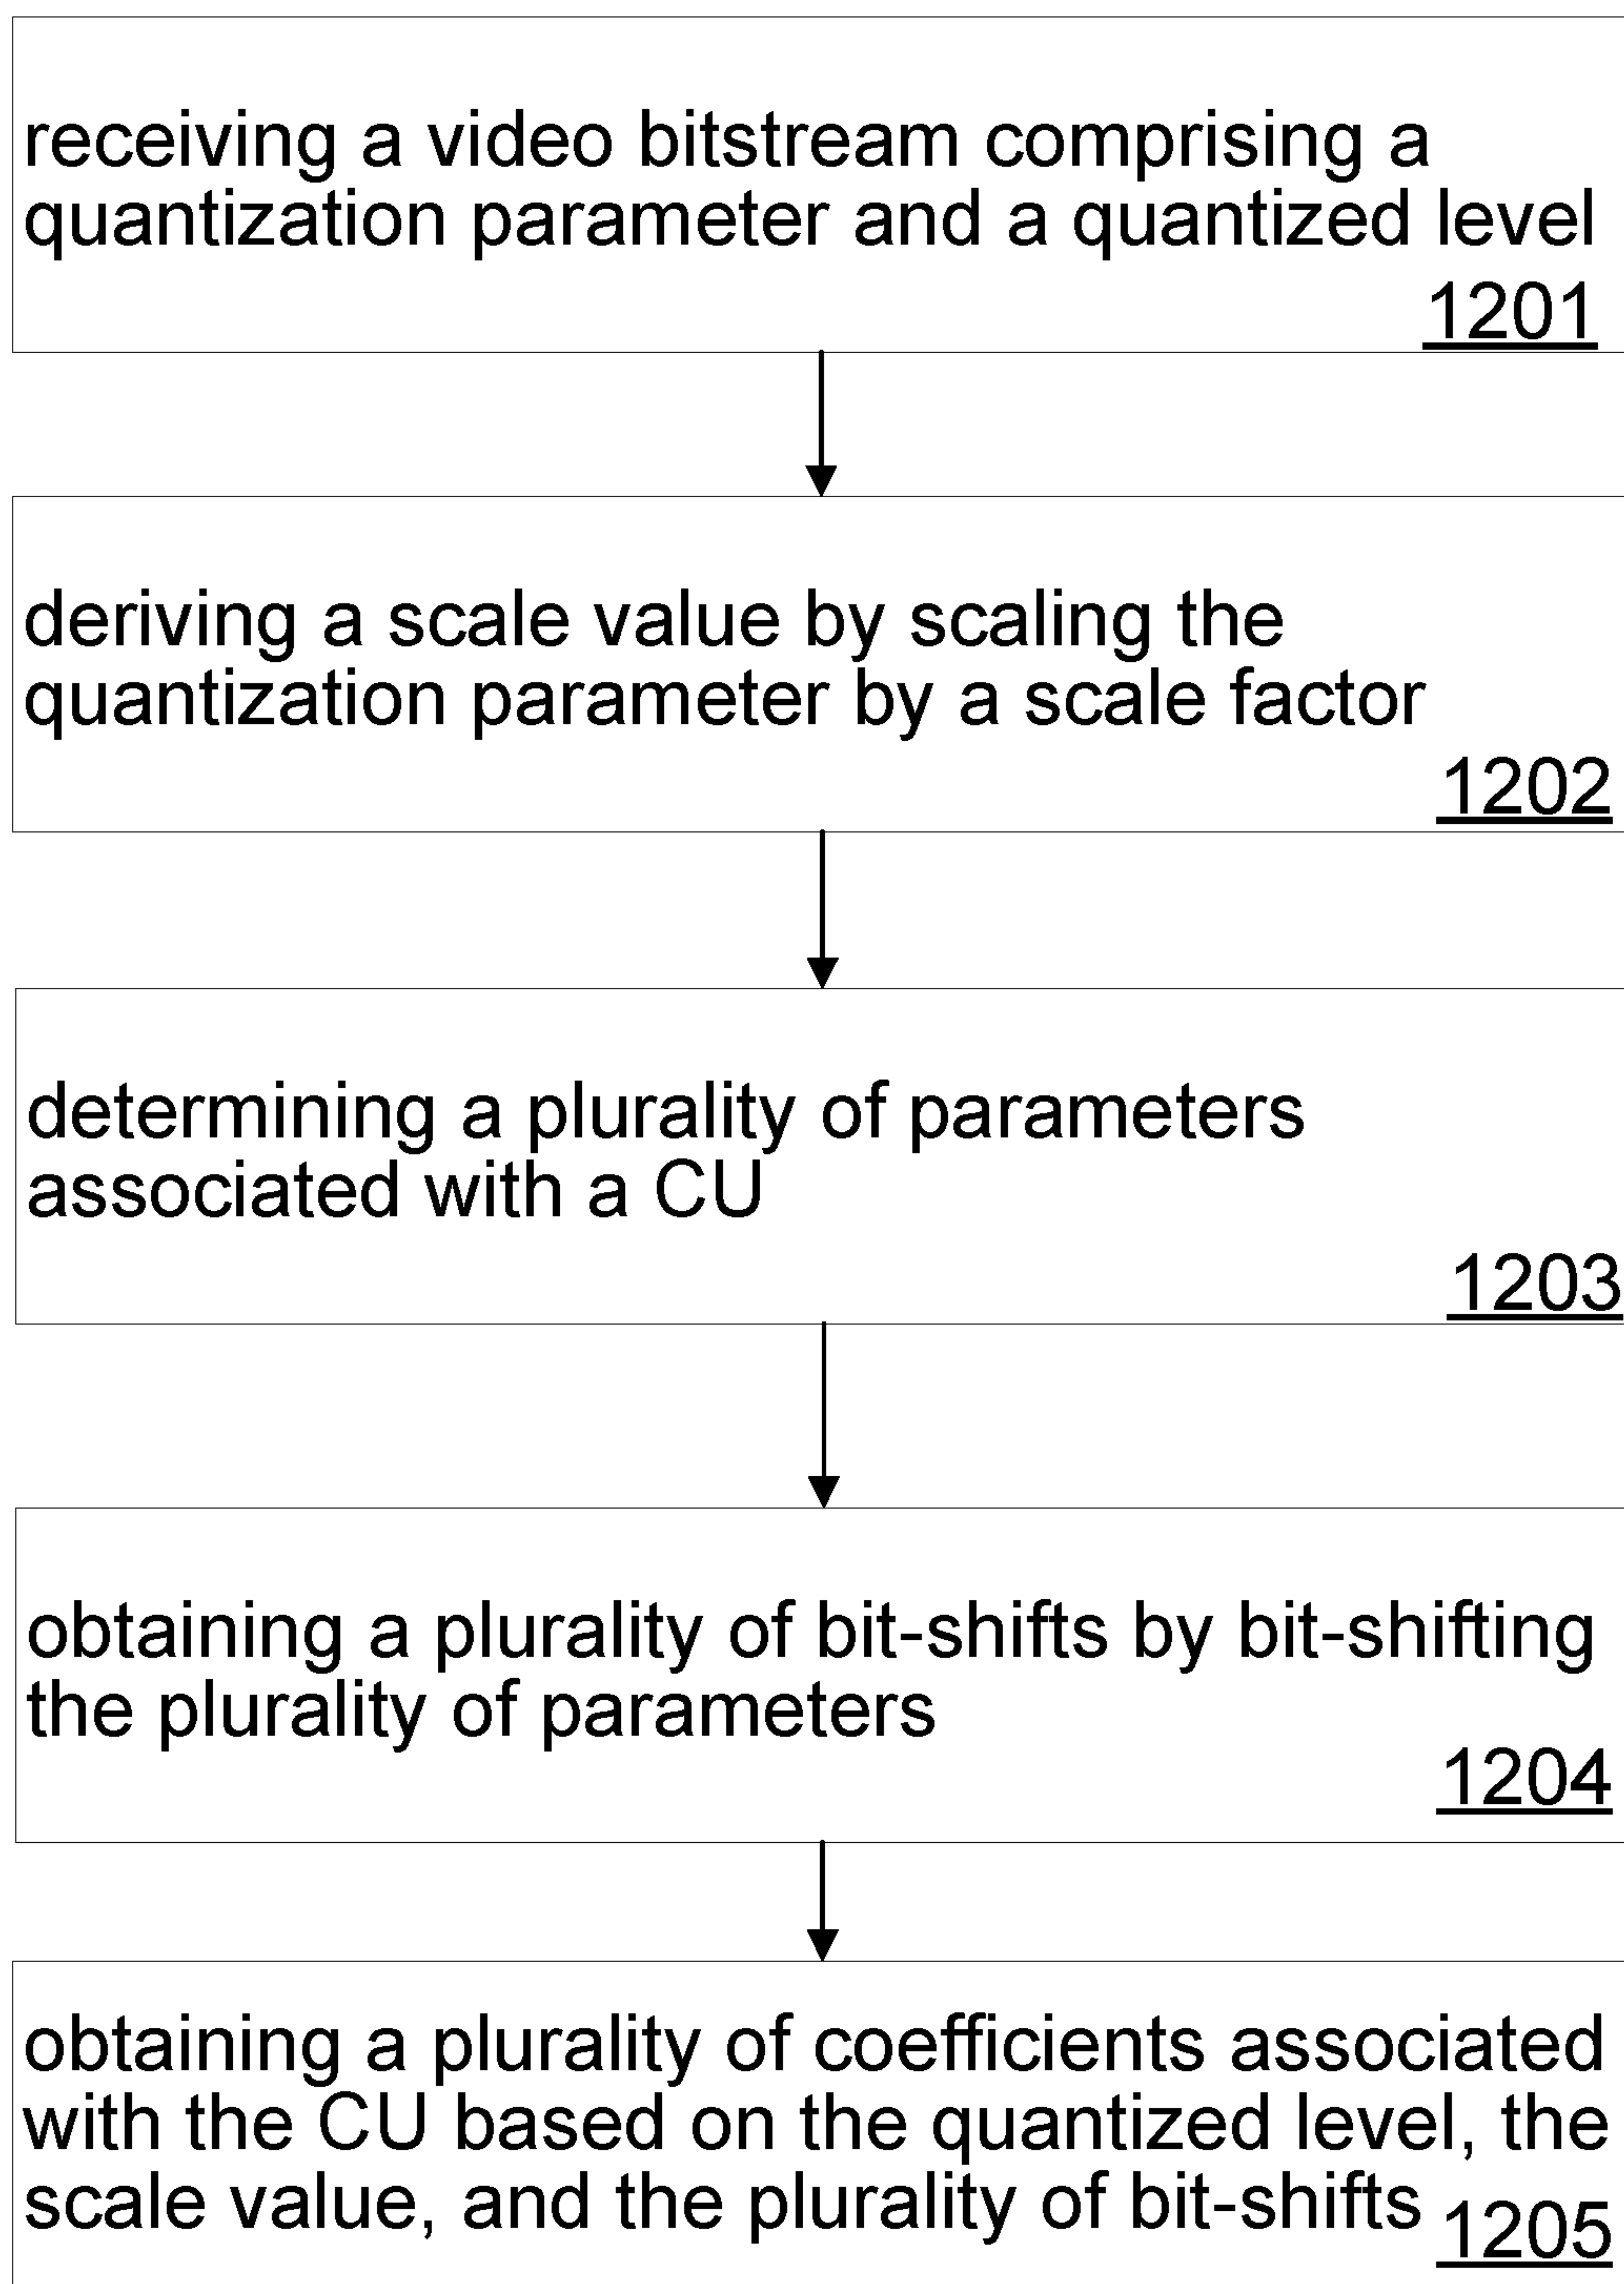 receiving a video bitstream comprising a
quantization parameter and a quantized level
1201
deriving a scale value by scaling the
quantization parameter by a scale factor
1202
determining a plurality of parameters
associated with a CU
1203
obtaining a plurality of bit-shifts by bit-shifting
the plurality of parameters
1204
obtaining a plurality of coefficients associated
with the CU based on the quantized level, the
scale value, and the plurality of bit-shifts
1205